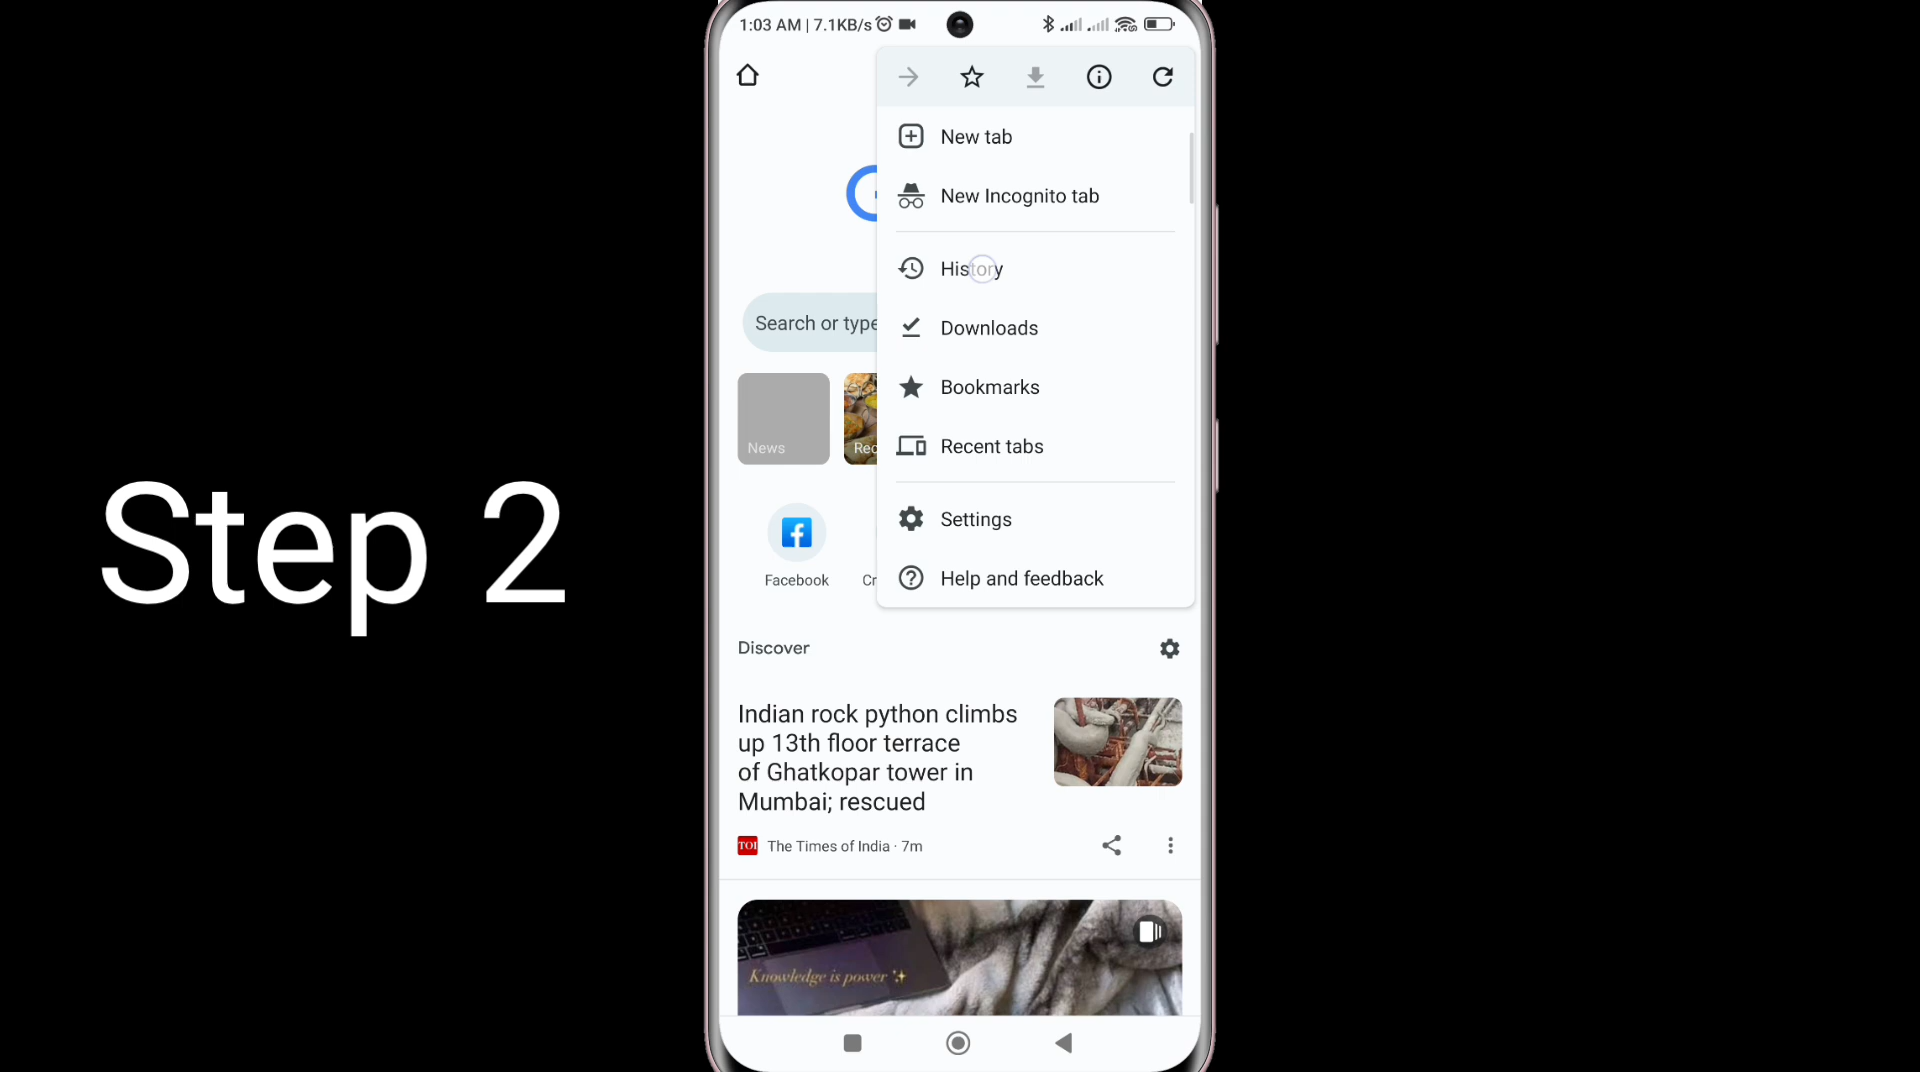 1:03 AM | 7.1KB/s
New tab
New Incognito tab
History
Downloads
Bookmarks
Recent tabs
Settings
Help and feedback
Search or type
News
Rec
Facebook
Cr
Step 2
Discover
Indian rock python climbs
up 13th floor terrace
of Ghatkopar tower in
Mumbai; rescued
TOI
The Times of India · 7m
Knowledge is power ✨